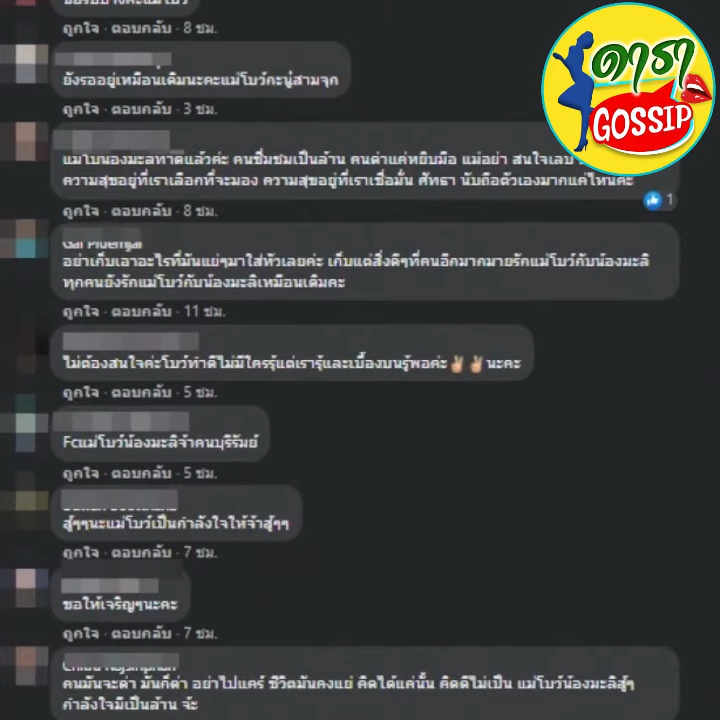 ถูกใจ · ตอบกลับ · 8 ชม.
ดารา
GOSSIP
ยังรออยู่เหมือนเดิมนะคะแม่โบว์กะนู๋สามจุก
ถูกใจ · ตอบกลับ · 3 ชม.
แม่โบน้องมะลิทำดีแล้วค่ะ คนชื่นชมเป็นล้าน คนด่าแค่หยิบมือ แม่อย่า สนใจเลย
ความสุขอยู่ที่เราเลือกที่จะมอง ความสุขอยู่ที่เราเชื่อมั่น ศัทธา นับถือตัวเองมากแค่ไหนค่ะ
1
ถูกใจ · ตอบกลับ · 8 ชม.
อย่าเก็บเอาอะไรที่มันแย่ๆมาใส่หัวเลยค่ะ เก็บแต่สิ่งดีๆที่คนอีกมากมายรักแม่โบว์กับน้องมะลิ
ทุกคนยังรักแม่โบว์กับน้องมะลิเหมือนเดิมคะ
ถูกใจ · ตอบกลับ · 11 ชม.
ไม่ต้องสนใจค่ะโบว์ทำดีไม่มีใครรู้แต่เรารู้และเบื้องบนรู้พอค่ะ✌✌นะคะ
ถูกใจ · ตอบกลับ · 5 ชม.
Fcแม่โบว์น้องมะลิจ้าคนบุรีรัมย์
ถูกใจ · ตอบกลับ · 5 ชม.
สู้ๆๆนะแม่โบว์เป็นกำลังใจให้จ้าสู้ๆๆ
ถูกใจ · ตอบกลับ · 7 ชม.
ขอให้เจริญๆนะคะ
ถูกใจ · ตอบกลับ · 7 ชม.
คนมันจะด่า มันก็ด่า อย่าไปแคร์ ชีวิตมันคงแย่ คิดได้แค่นั้น คิดดีไม่เป็น แม่โบว์น้องมะลิสู้ๆ
กำลังใจมีเป็นล้าน จ้ะ